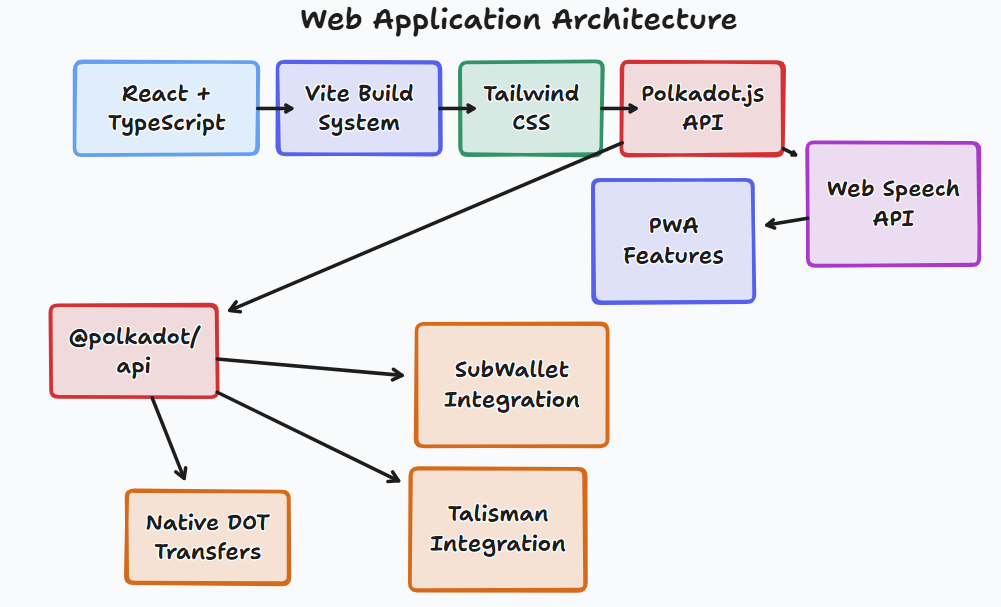 Web Application Architecture
React +
TypeScript
Vite Build
System
Tailwind
CSS
Polkadot.js
API
Web Speech
API
PWA
Features
@polkadot/
api
SubWallet
Integration
Native DOT
Transfers
Talisman
Integration